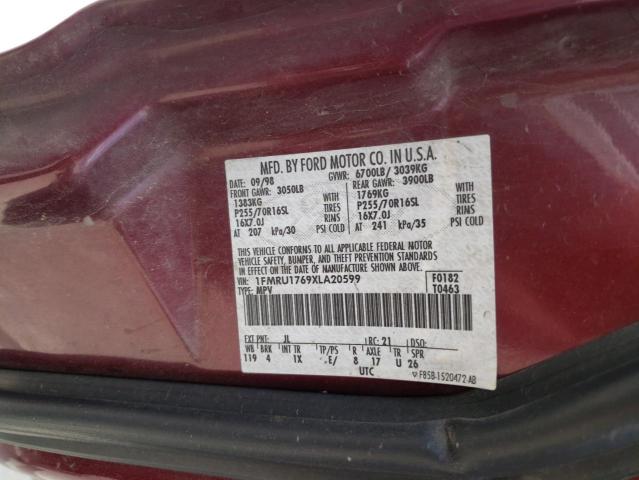 MFD. BY FORD MOTOR CO. IN U.S.A.
DATE: 09/98 GVWR: 6700LB/ 3039KG
FRONT GAWR: 3050LB REAR GAWR: 3900LB
1383KG WITH 1769KG WITH
P255/70R16SL TIRES P255/70R16SL TIRES
16X7.0J RIMS 16X7.0J RIMS
AT 207 kPa/30 PSI COLD AT 241 kPa/35 PSI COLD
THIS VEHICLE CONFORMS TO ALL APPLICABLE FEDERAL MOTOR
VEHICLE SAFETY, BUMPER, AND THEFT PREVENTION STANDARDS
IN EFFECT ON THE DATE OF MANUFACTURE SHOWN ABOVE.
VIN: 1FMRU1769XLA20599 F0182
TYPE: MPV T0463
EXT PNT: JL RC: 21 DSO:
WB BRK INT TR TP/PS R AXLE TR SPR
119 4 1X -E/ 8 17 U 26
UTC F85B-1520472-AB